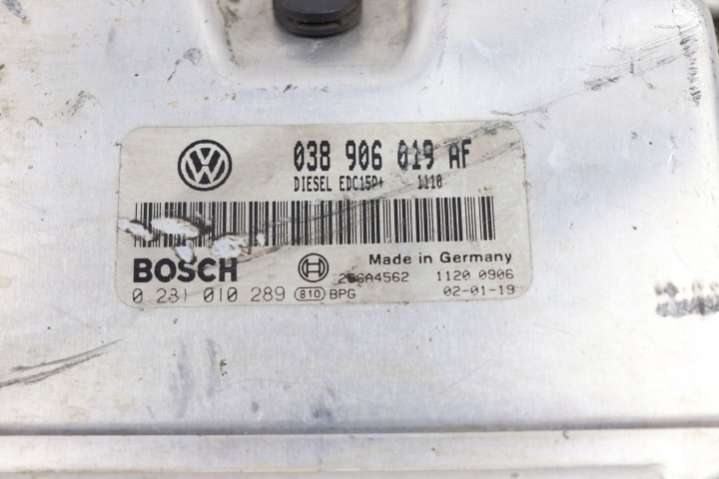 038 906 019 AF
DIESEL EDC15P+ 1110
Made in Germany
BOSCH 1120 0906
0 281 010 289 810 BPG 02-01-19